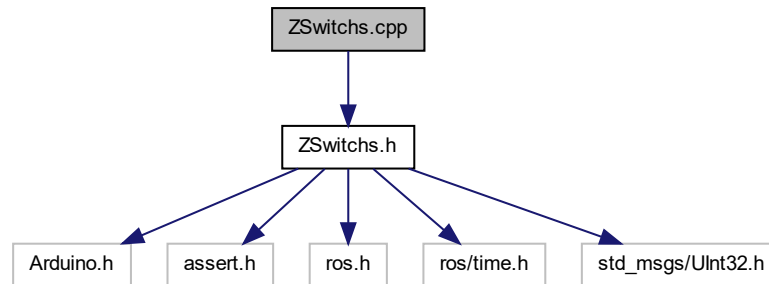 ZSwitchs.cpp
ZSwitchs.h
Arduino.h assert.h ros.h ros/time.h std_msgs/UInt32.h